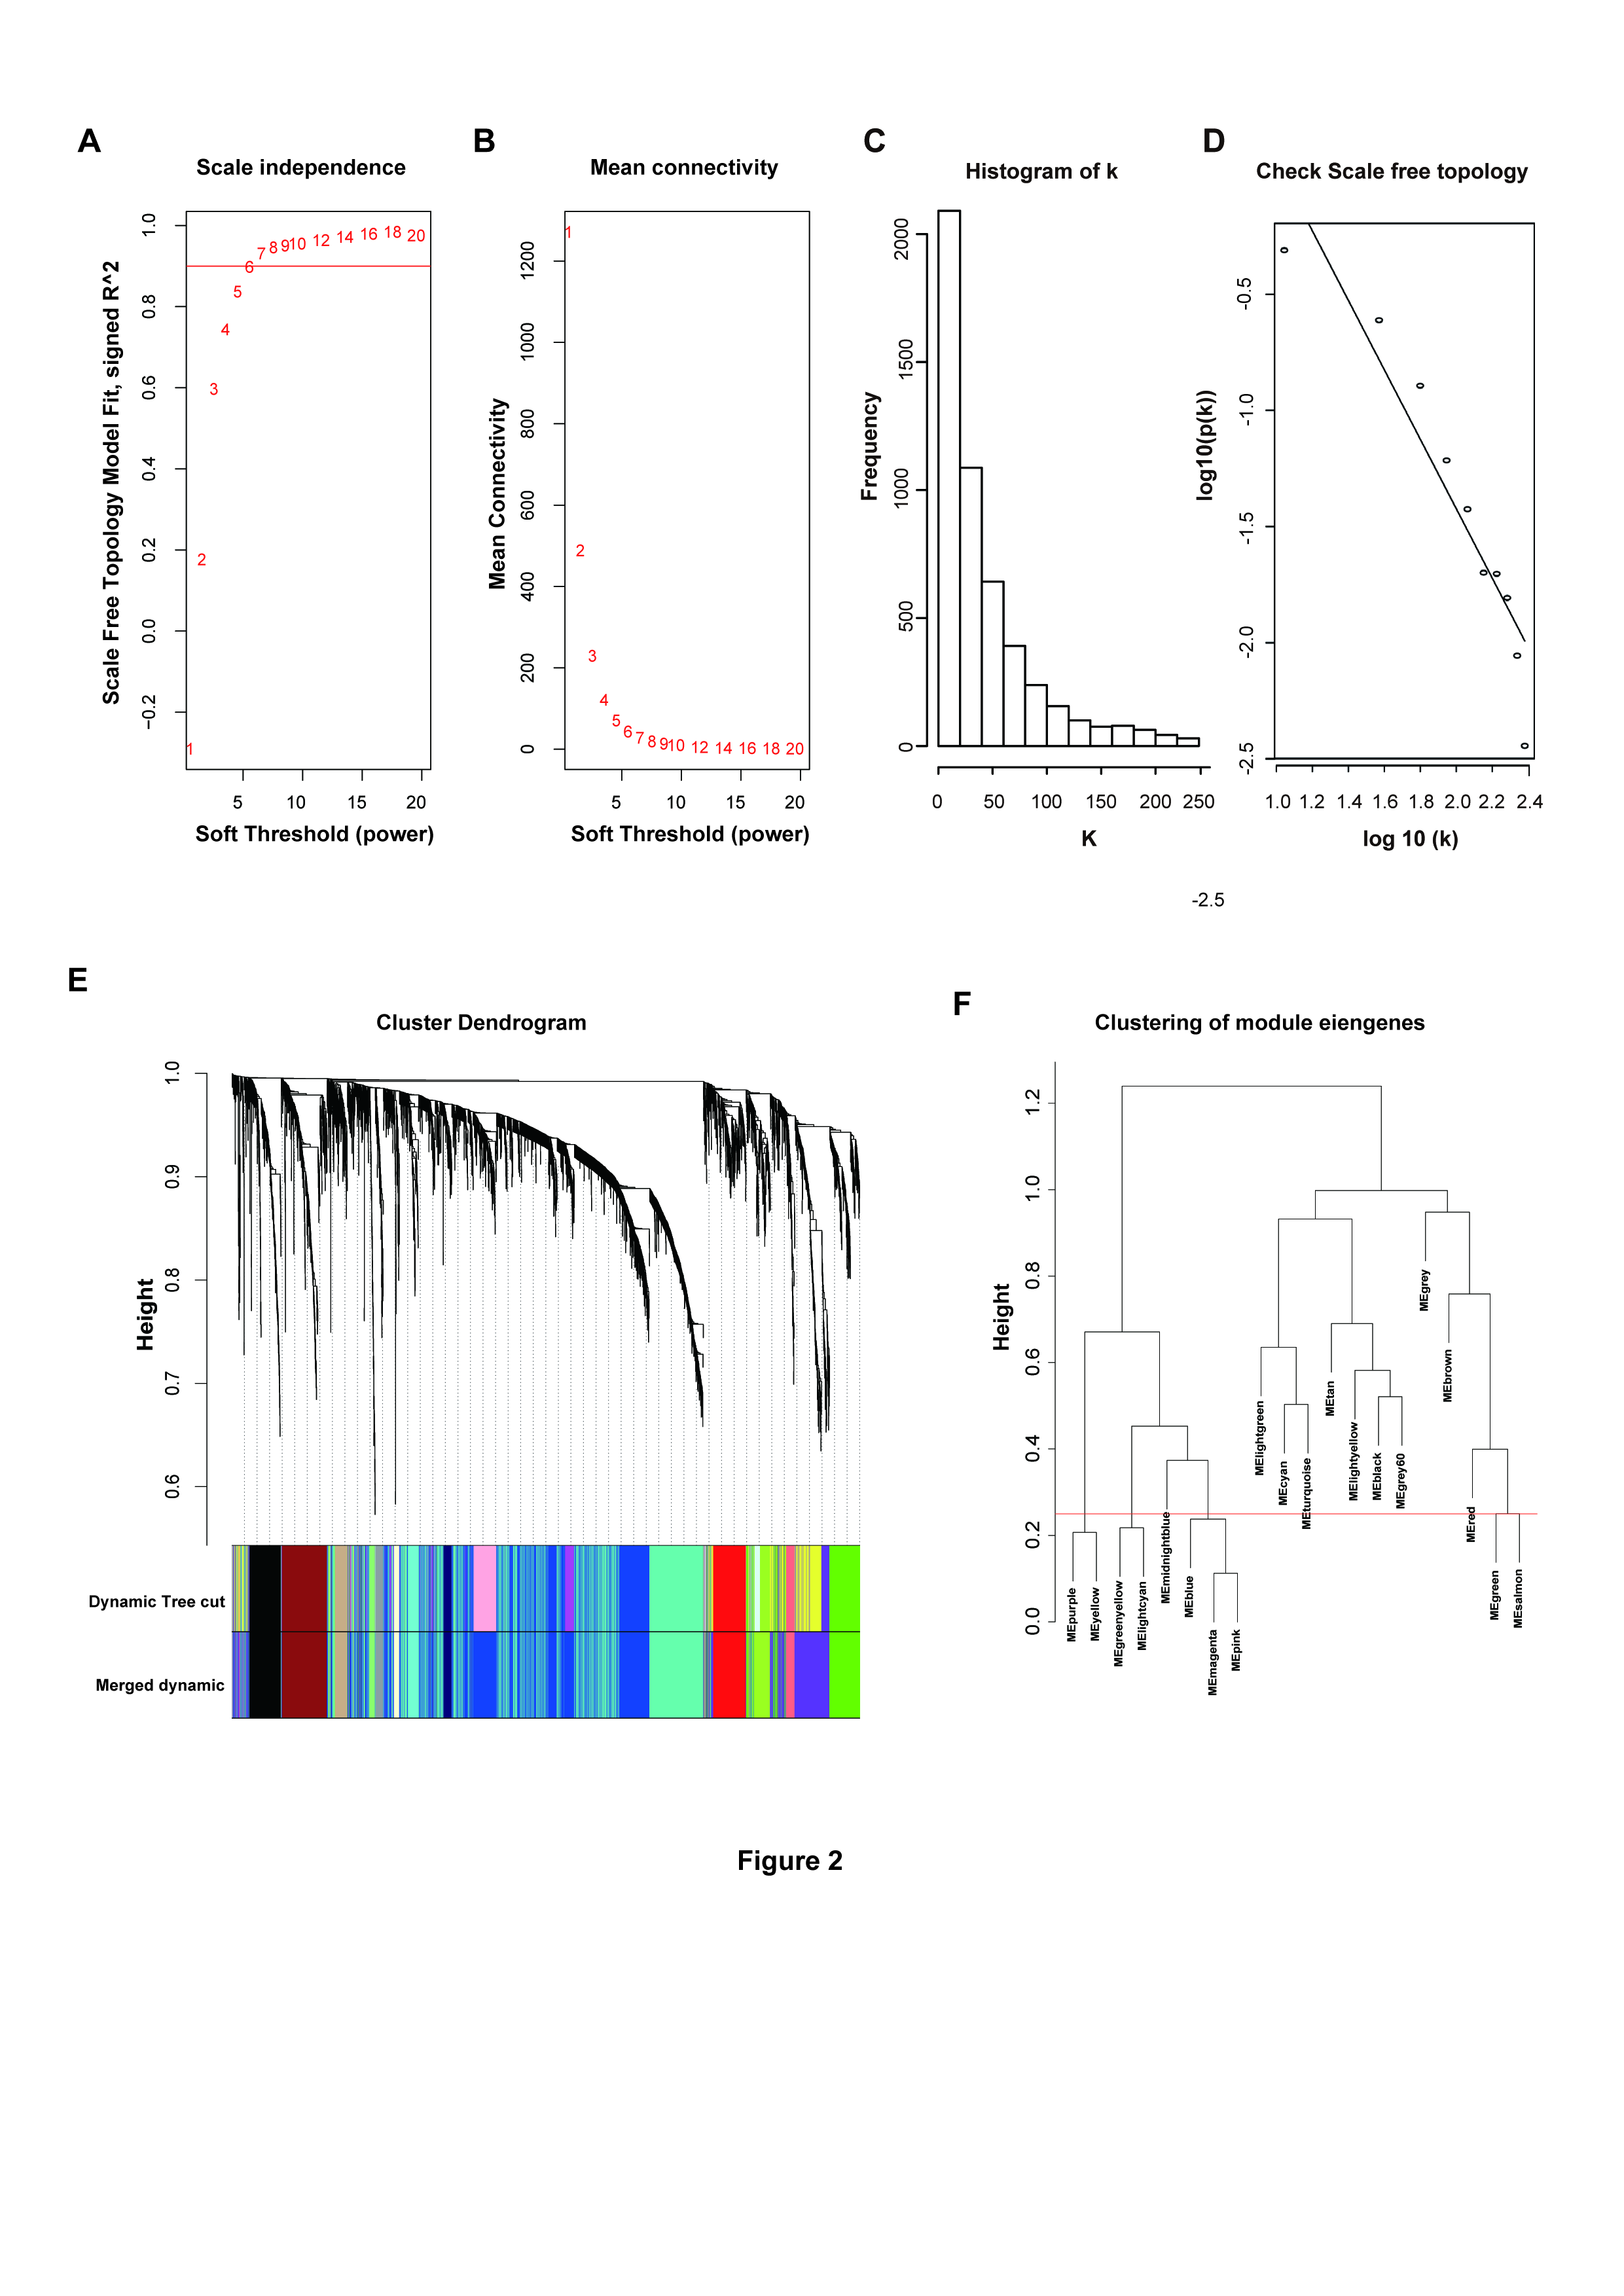 A
Scale independence
Scale Free Topology Model Fit, signed R^2
1.0
0.8
0.6
0.4
0.2
0.0
−0.2
1
2
3
4
5
6
7
8
9
10
12
14
16
18
20
5 10 15 20
Soft Threshold (power)
B
Mean connectivity
Mean Connectivity
1200
1000
800
600
400
200
0
1
2
3
4
5
6
7
8
9
10
12
14
16
18
20
5 10 15 20
Soft Threshold (power)
C
Histogram of k
Frequency
2000
1500
1000
500
0
0 50 100 150 200 250
K
D
Check Scale free topology
log10(p(k))
-0.5
-1.0
-1.5
-2.0
-2.5
1.0 1.2 1.4 1.6 1.8 2.0 2.2 2.4
log 10 (k)
-2.5
E
Cluster Dendrogram
Height
1.0
0.9
0.8
0.7
0.6
Dynamic Tree cut
Merged dynamic
F
Clustering of module eiengenes
Height
1.2
1.0
0.8
0.6
0.4
0.2
0.0
MEpurple
MEyellow
MEgreenyellow
MElightcyan
MEmidnightblue
MEblue
MEmagenta
MEpink
MElightgreen
MEcyan
MEturquoise
MEtan
MElightyellow
MEblack
MEgrey60
MEgrey
MEbrown
MEred
MEgreen
MEsalmon
Figure 2